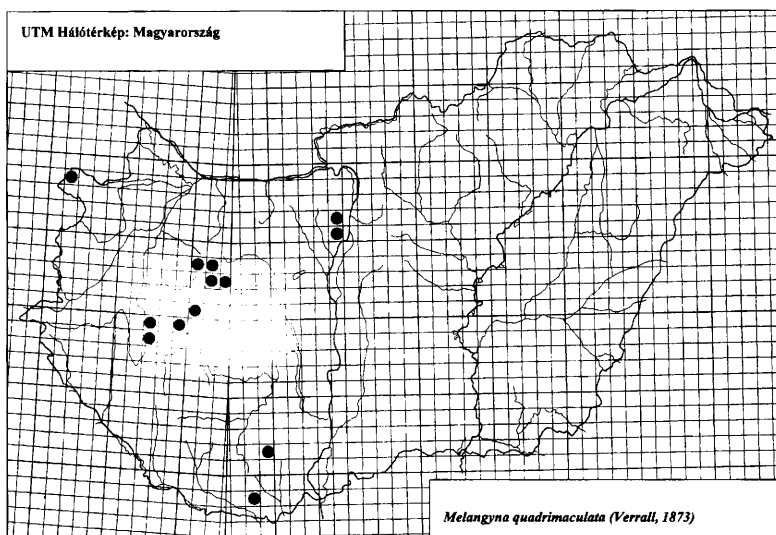 UTM Hálótérkép: Magyarország
Melangyna quadrimaculata (Verrall, 1873)